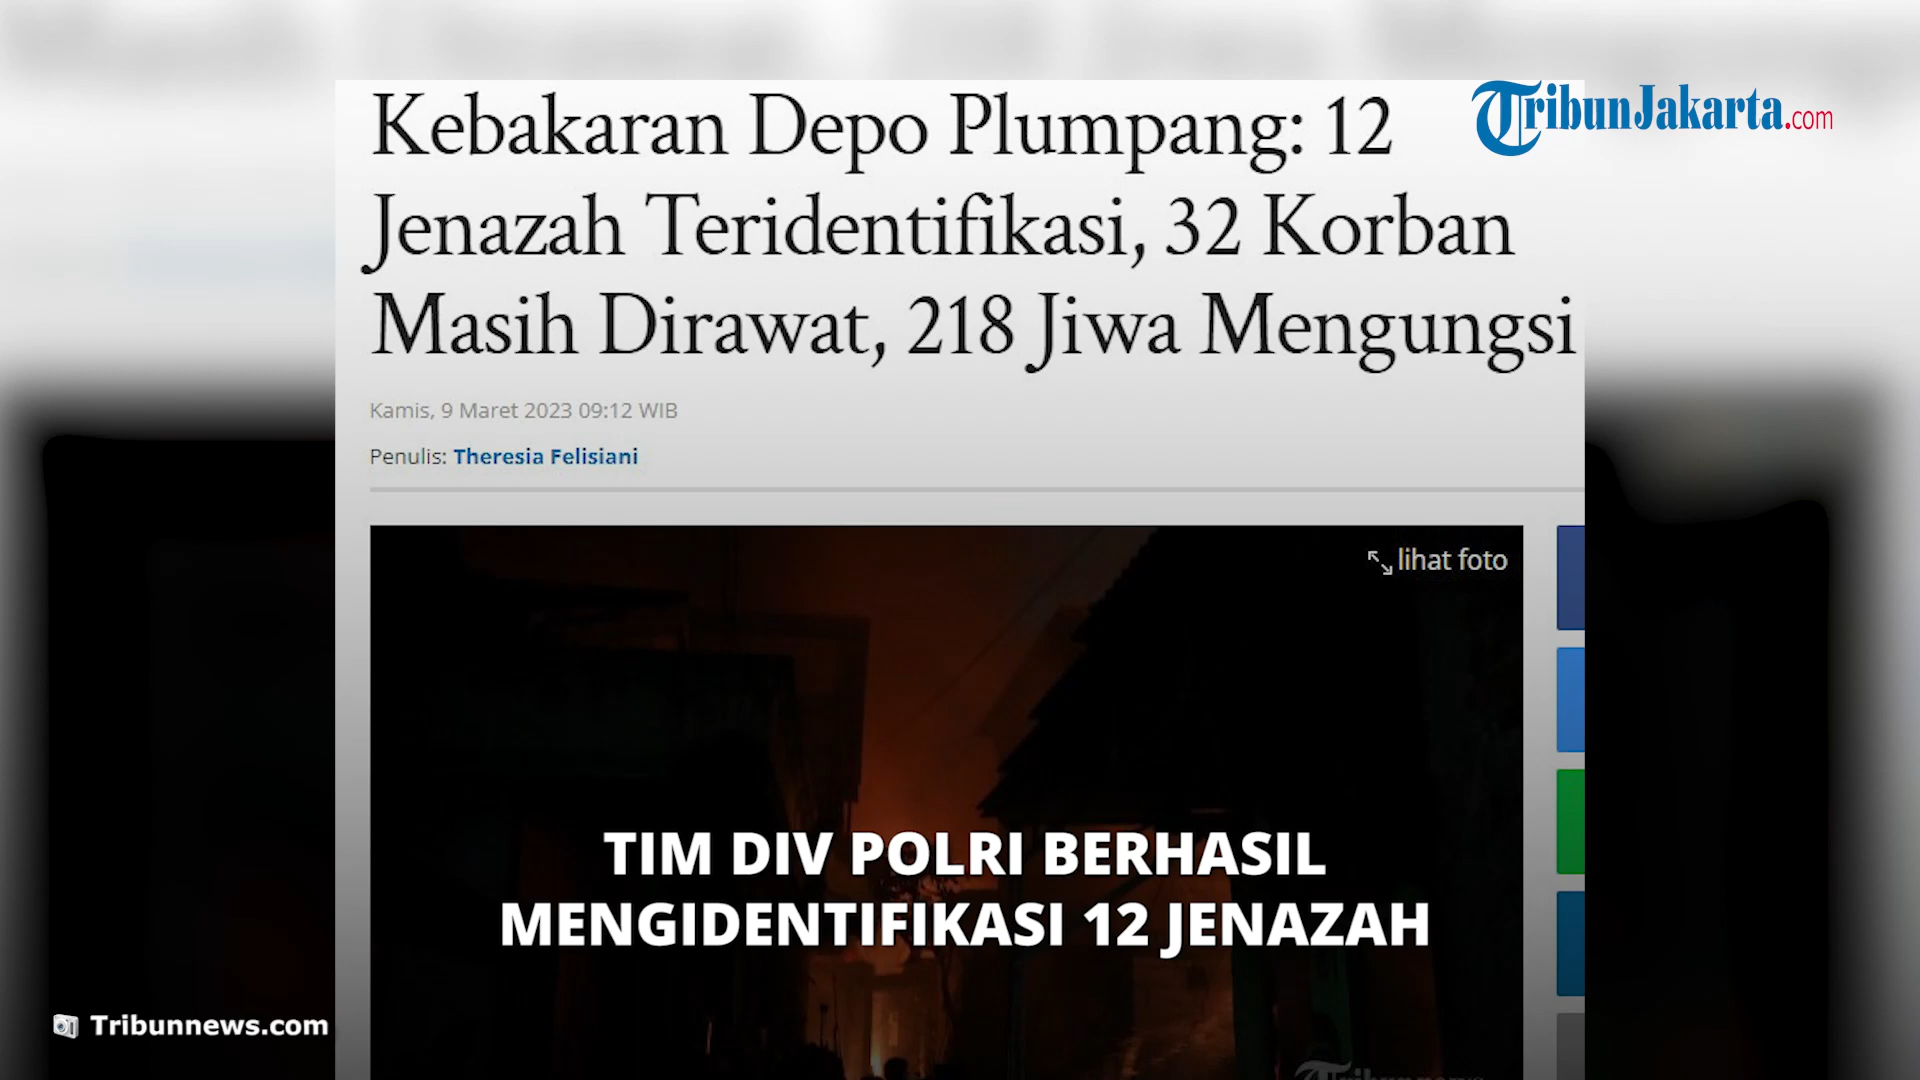 Kebakaran Depo Plumpang: 12
Jenazah Teridentifikasi, 32 Korban
Masih Dirawat, 218 Jiwa Mengungsi
TribunJakarta.com
Kamis, 9 Maret 2023 09:12 WIB
Penulis: Theresia Felisiani
lihat foto
TIM DIV POLRI BERHASIL
MENGIDENTIFIKASI 12 JENAZAH
Tribunnews.com
Tribunnews